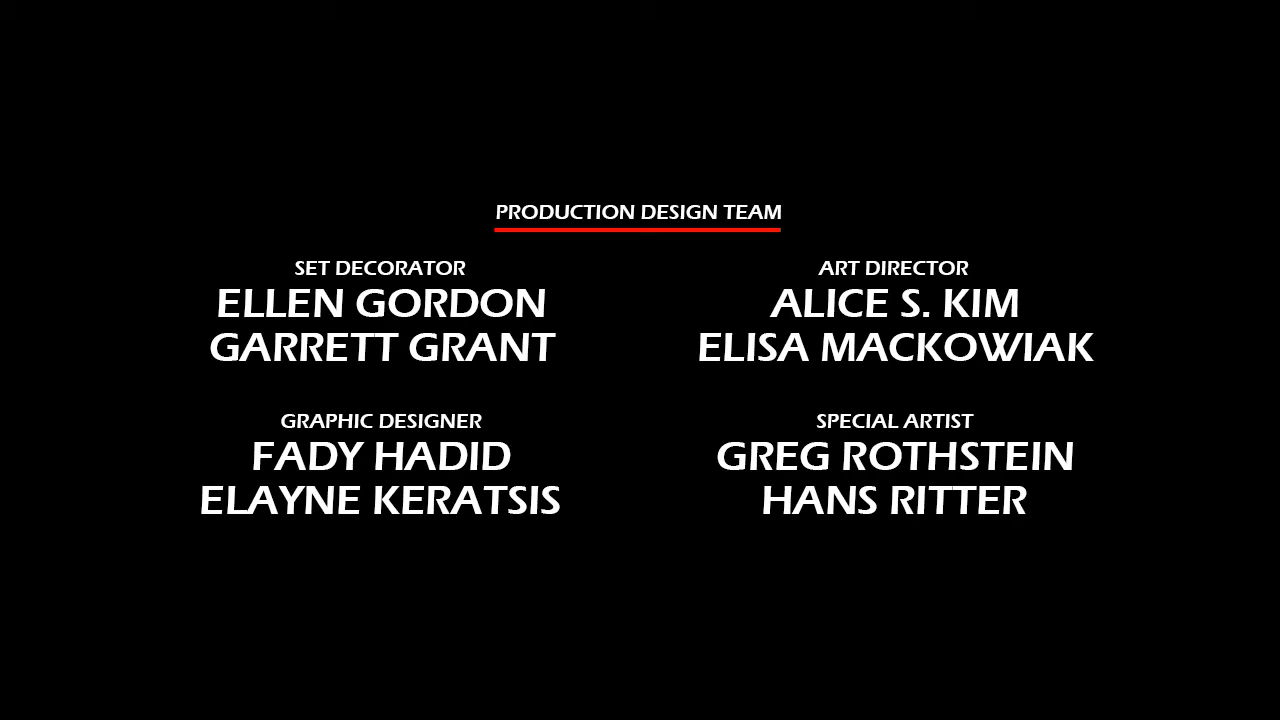 PRODUCTION DESIGN TEAM
SET DECORATOR
ELLEN GORDON
GARRETT GRANT
ART DIRECTOR
ALICE S. KIM
ELISA MACKOWIAK
GRAPHIC DESIGNER
FADY HADID
ELAYNE KERATSIS
SPECIAL ARTIST
GREG ROTHSTEIN
HANS RITTER